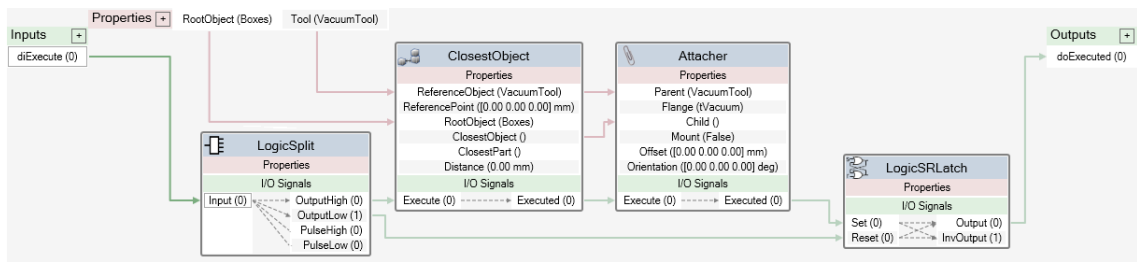 Properties +
RootObject (Boxes)
Tool (VacuumTool)
Inputs +
diExecute (0)
Outputs +
doExecuted (0)
ClosestObject
Properties
ReferenceObject (VacuumTool)
ReferencePoint ([0.00 0.00 0.00] mm)
RootObject (Boxes)
ClosestObject ()
ClosestPart ()
Distance (0.00 mm)
I/O Signals
Execute (0) Executed (0)
Attacher
Properties
Parent (VacuumTool)
Flange (tVacuum)
Child ()
Mount (False)
Offset ([0.00 0.00 0.00] mm)
Orientation ([0.00 0.00 0.00] deg)
I/O Signals
Execute (0) Executed (0)
LogicSplit
Properties
I/O Signals
Input (0) OutputHigh (0)
OutputLow (1)
PulseHigh (0)
PulseLow (0)
LogicSRLatch
Properties
I/O Signals
Set (0) Output (0)
Reset (0) InvOutput (1)